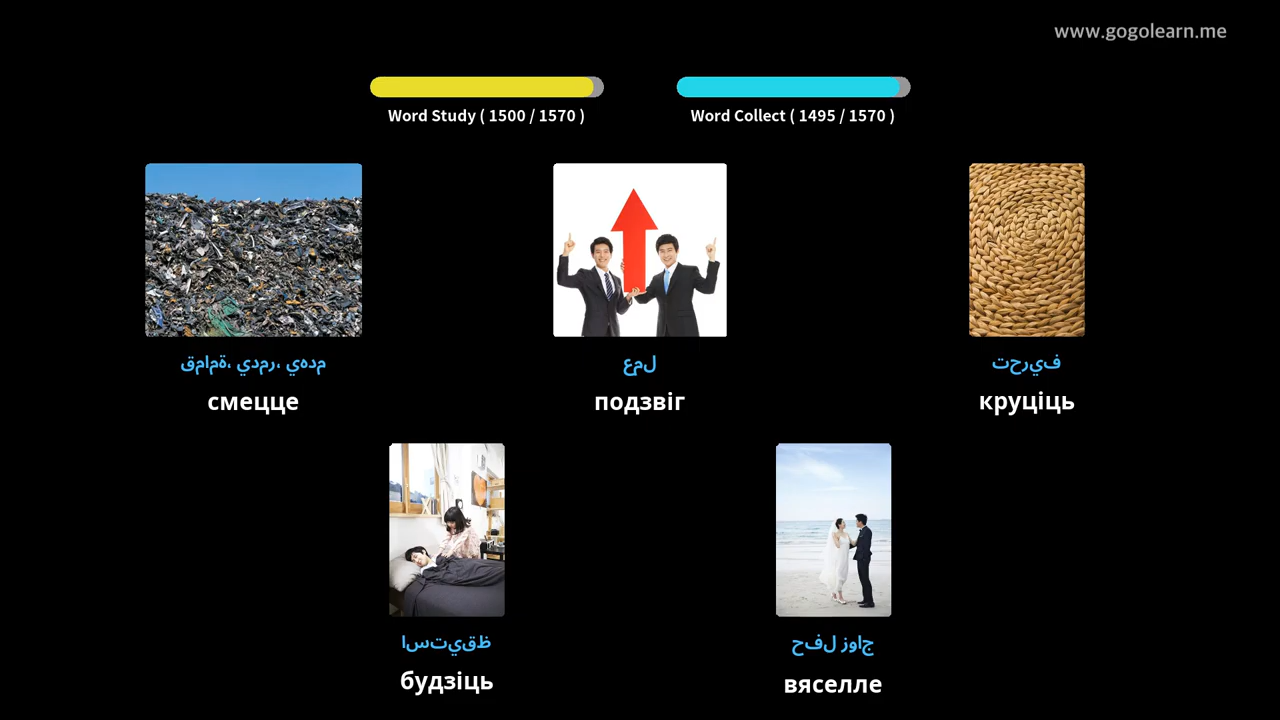 www.gogolearn.me
Word Study ( 1500 / 1570 )
Word Collect ( 1495 / 1570 )
قمامة، يدمر، يهدم
смецце
عمل
подзвіг
تحريف
круціць
استيقظ
будзіць
حفل زواج
вяселле